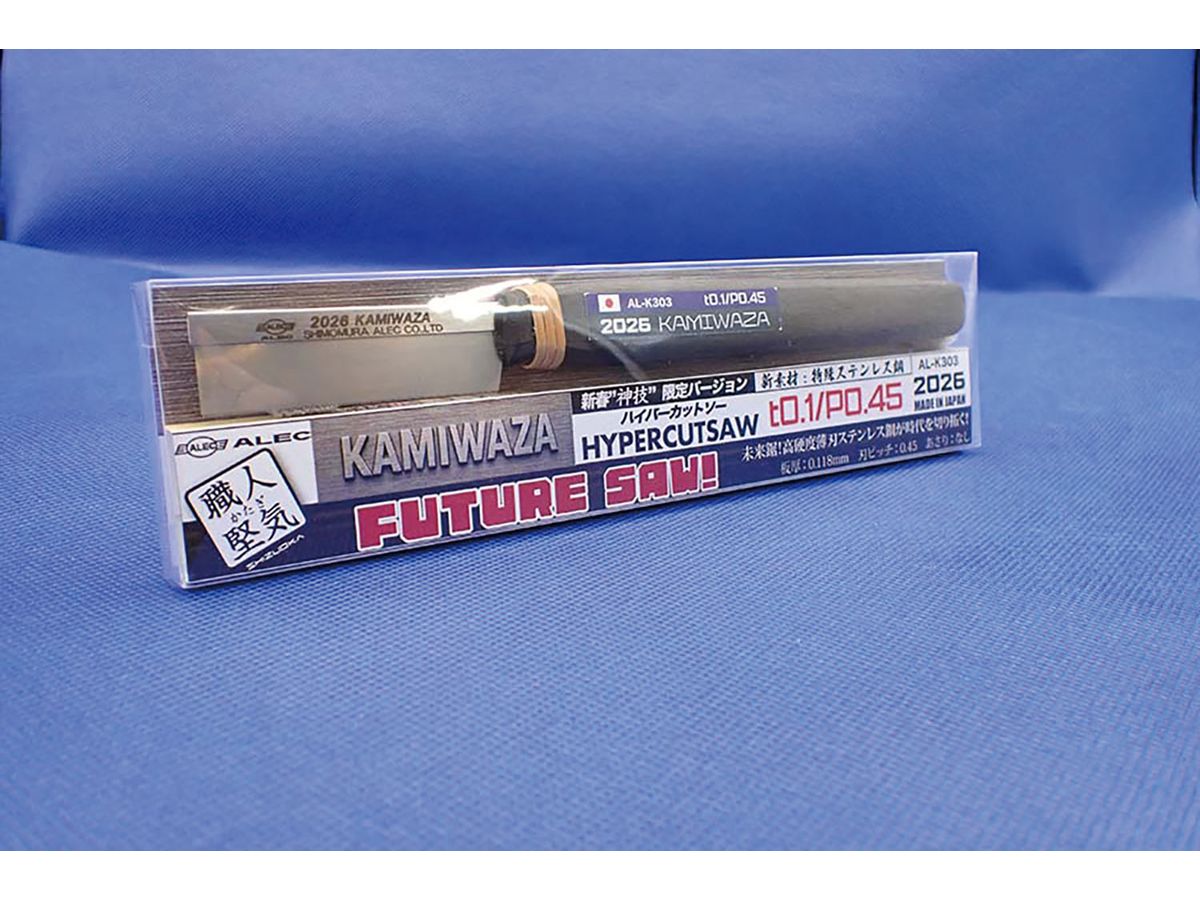 ALEC
2026 KAMIWAZA
SHIMOMURA ALEC CO.,LTD
AL-K303
t0.1/P0.45
2026 KAMIWAZA
ALEC ALEC
職人
かたぎ
堅気
SHIZUOKA
KAMIWAZA
新春"神技" 限定バージョン
ハイパーカットソー
HYPERCUTSAW
新素材:特殊ステンレス鋼
t0.1/P0.45
AL-K303
2026
MADE IN JAPAN
FUTURE SAW!
未来鋸!高硬度薄刃ステンレス鋼が時代を切り拓く!
板厚:0.118mm 刃ピッチ:0.45 あさり:なし